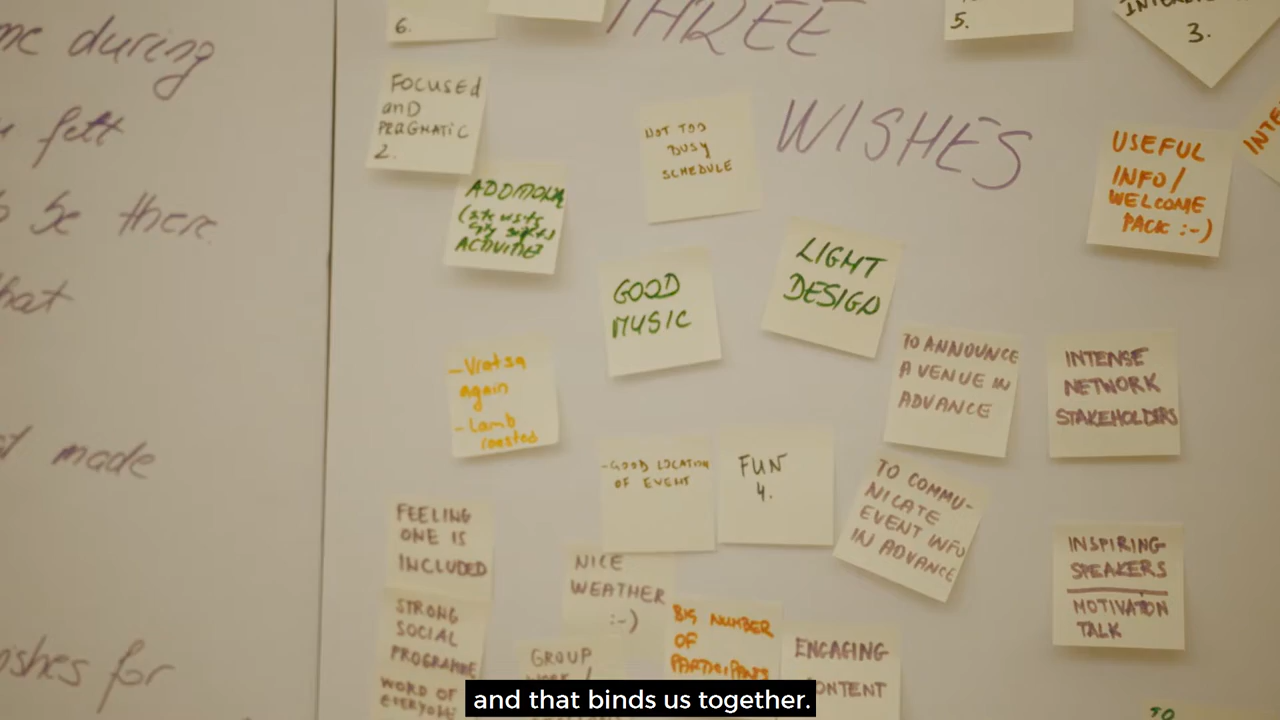 me during
felt
be there
that
made
for
THREE
WISHES
6.
5.
3.
FOCUSEd
anD
PRAGMATIC
2.
NOT TOO
BUSY
SCHEDULE
USEFUL
INFO/
WELCOME
PACK :-)
ACTIVITIES
GOOD
MUSIC
LIGHT
DESIGN
TO ANNOUNCE
A VENUE IN
ADVANCE
INTENSE
NETWORK
STAKEHOLDERS
again
- Lamb
roasted
- GOOD LOCATION
OF EVENT
FUN
4.
TO COMMU-
NICATE
EVENT INFO
IN ADVANCE
FEELING
ONE IS
INCLUDED
NICE
WEATHER
:-)
INSPIRING
SPEAKERS
MOTIVATION
TALK
STRONG
SOCIAL
PROGRAMME
WORD OF
EVERYONE
GROUP
BIG NUMBER
OF
PARTICIPANTS
ENGAGING
CONTENT
TO
and that binds us together.